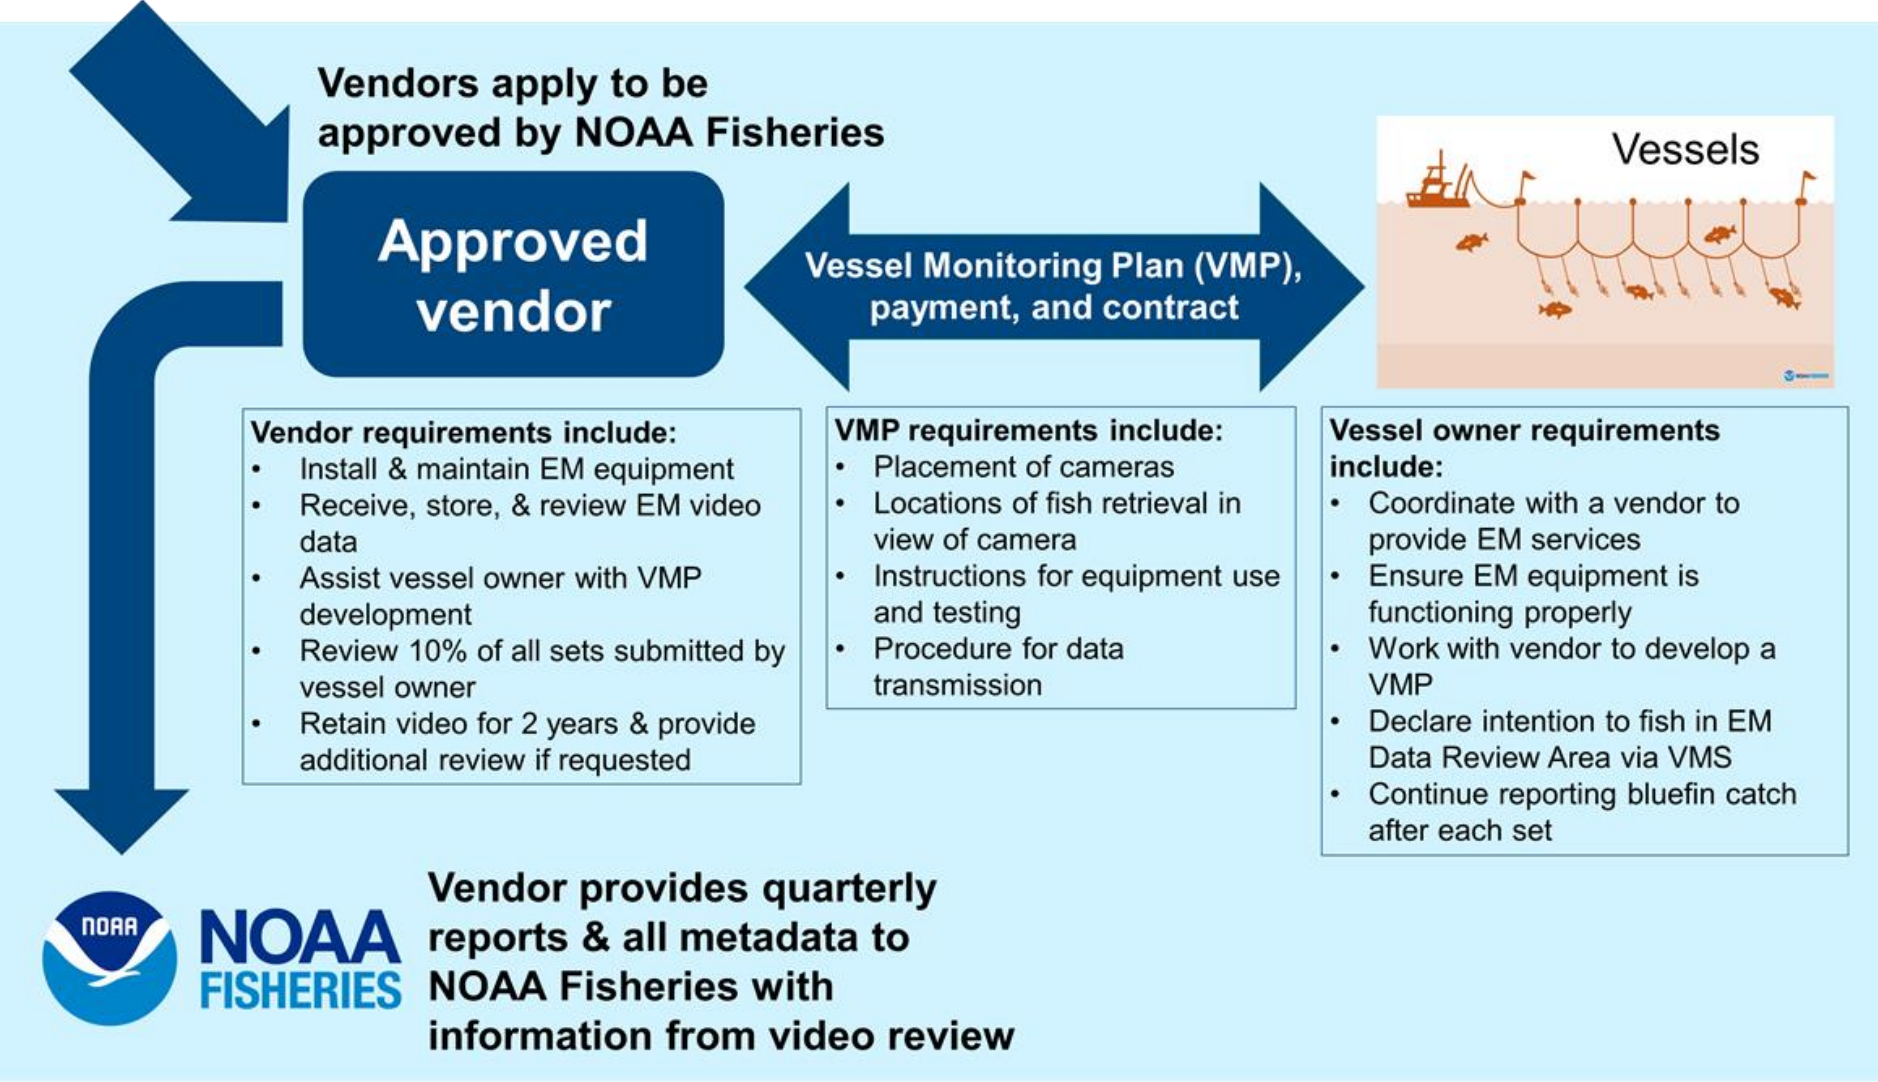 Vendors apply to be
approved by NOAA Fisheries
Approved
vendor
Vessel Monitoring Plan (VMP),
payment, and contract
Vessels
Vendor requirements include:
• Install & maintain EM equipment
• Receive, store, & review EM video
data
• Assist vessel owner with VMP
development
• Review 10% of all sets submitted by
vessel owner
• Retain video for 2 years & provide
additional review if requested
VMP requirements include:
• Placement of cameras
• Locations of fish retrieval in
view of camera
• Instructions for equipment use
and testing
• Procedure for data
transmission
Vessel owner requirements
include:
• Coordinate with a vendor to
provide EM services
• Ensure EM equipment is
functioning properly
• Work with vendor to develop a
VMP
• Declare intention to fish in EM
Data Review Area via VMS
• Continue reporting bluefin catch
after each set
NOAA
NOAA
FISHERIES
Vendor provides quarterly
reports & all metadata to
NOAA Fisheries with
information from video review